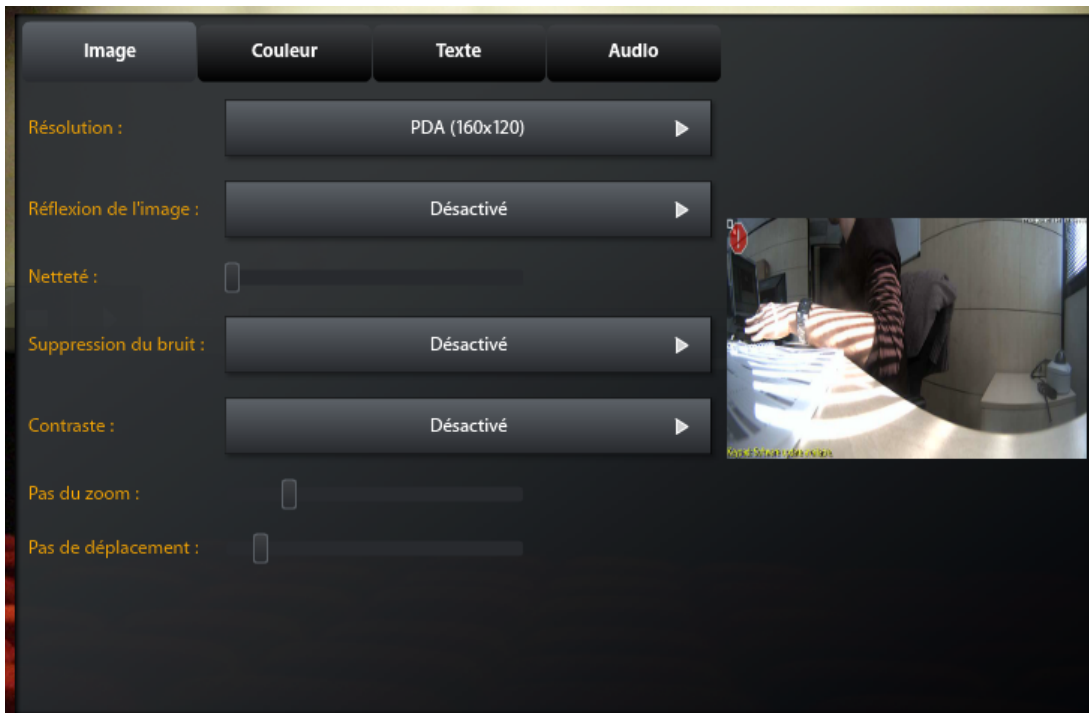 Image
Couleur
Texte
Audio
Résolution :
PDA (160x120)
Réflexion de l'image :
Désactivé
Netteté :
Suppression du bruit :
Désactivé
Contraste :
Désactivé
Pas du zoom :
Pas de déplacement :